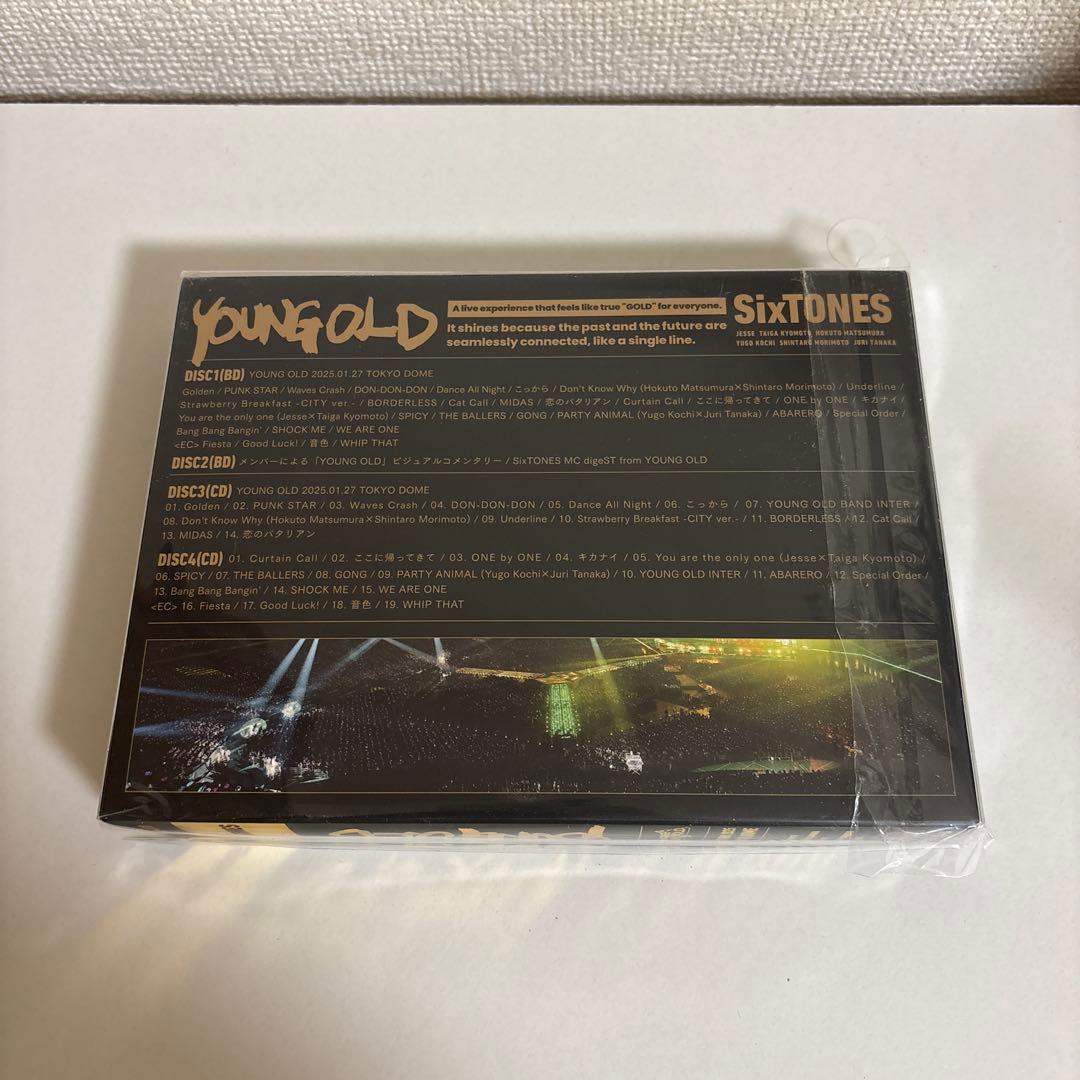 YOUNG OLD
A live experience that feels like true "GOLD" for everyone.
It shines because the past and the future are
seamlessly connected, like a single line.
SixTONES
JESSE TAIGA KYOMOTO HOKUTO MATSUMURA
YUGO KOCHI SHINTARO MORIMOTO JURI TANAKA
DISC1(BD) YOUNG OLD 2025.01.27 TOKYO DOME
Golden / PUNK STAR / Waves Crash / DON-DON-DON / Dance All Night / こっから / Don't Know Why (Hokuto Matsumura×Shintaro Morimoto) / Underline /
Strawberry Breakfast -CITY ver.- / BORDERLESS / Cat Call / MIDAS / 恋のバタリアン / Curtain Call / ここに帰ってきて / ONE by ONE / キカナイ /
You are the only one (Jesse×Taiga Kyomoto) / SPICY / THE BALLERS / GONG / PARTY ANIMAL (Yugo Kochi×Juri Tanaka) / ABARERO / Special Order /
Bang Bang Bangin' / SHOCK ME / WE ARE ONE
<EC> Fiesta / Good Luck! / 音色 / WHIP THAT
DISC2(BD) メンバーによる「YOUNG OLD」ビジュアルコメンタリー / SixTONES MC digeST from YOUNG OLD
DISC3(CD) YOUNG OLD 2025.01.27 TOKYO DOME
01. Golden / 02. PUNK STAR / 03. Waves Crash / 04. DON-DON-DON / 05. Dance All Night / 06. こっから / 07. YOUNG OLD BAND INTER /
08. Don't Know Why (Hokuto Matsumura×Shintaro Morimoto) / 09. Underline / 10. Strawberry Breakfast -CITY ver.- / 11. BORDERLESS / 12. Cat Call /
13. MIDAS / 14. 恋のバタリアン
DISC4(CD) 01. Curtain Call / 02. ここに帰ってきて / 03. ONE by ONE / 04. キカナイ / 05. You are the only one (Jesse×Taiga Kyomoto) /
06. SPICY / 07. THE BALLERS / 08. GONG / 09. PARTY ANIMAL (Yugo Kochi×Juri Tanaka) / 10. YOUNG OLD INTER / 11. ABARERO / 12. Special Order /
13. Bang Bang Bangin' / 14. SHOCK ME / 15. WE ARE ONE
<EC> 16. Fiesta / 17. Good Luck! / 18. 音色 / 19. WHIP THAT